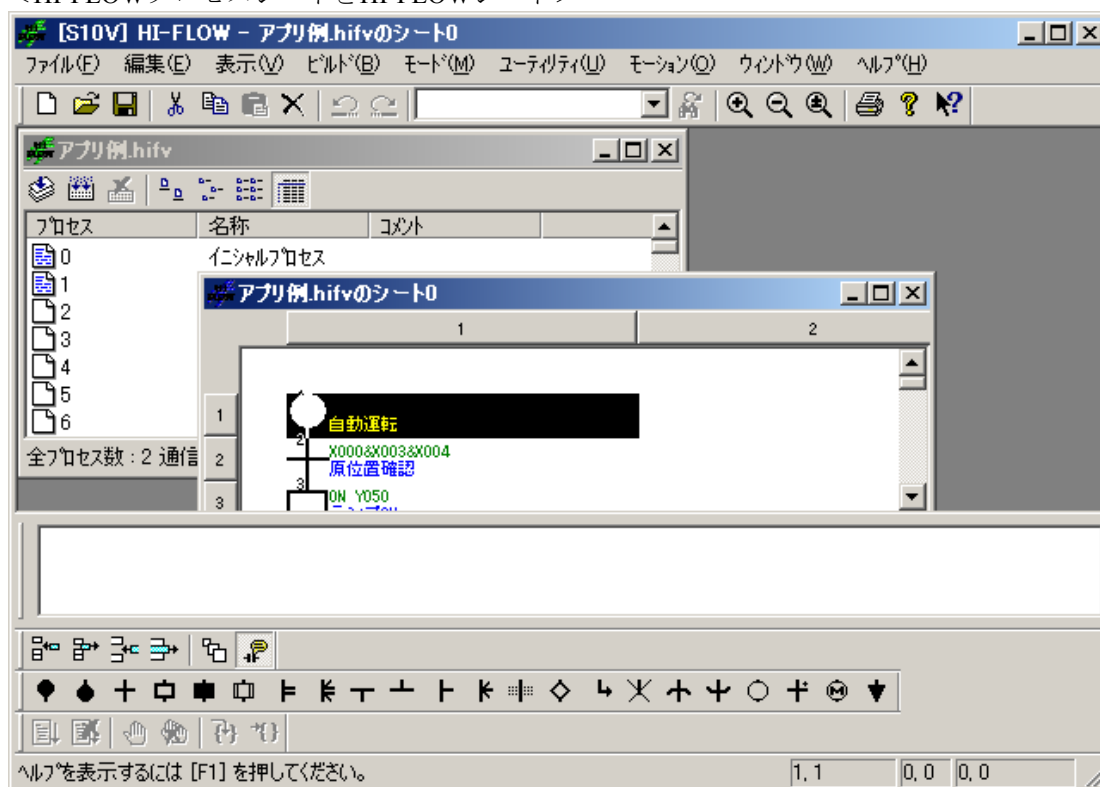 [S10V] HI-FLOW - アプリ例.hifvのシート0
ファイル(F) 編集(E) 表示(V) ビルド(B) モード(M) ユーティリティ(U) モーション(O) ウィンドウ(W) ヘルプ(H)
アプリ例.hifv
プロセス 名称 コメント
0 イニシャルプロセス
1
2
3
4
5
6
全プロセス数:2 通信
アプリ例.hifvのシート0
1 2
1
自動運転
2
2
X000&X003&X004
原位置確認
3
3
ON Y050
ヘルプを表示するには [F1] を押してください。
1, 1 0, 0 0, 0